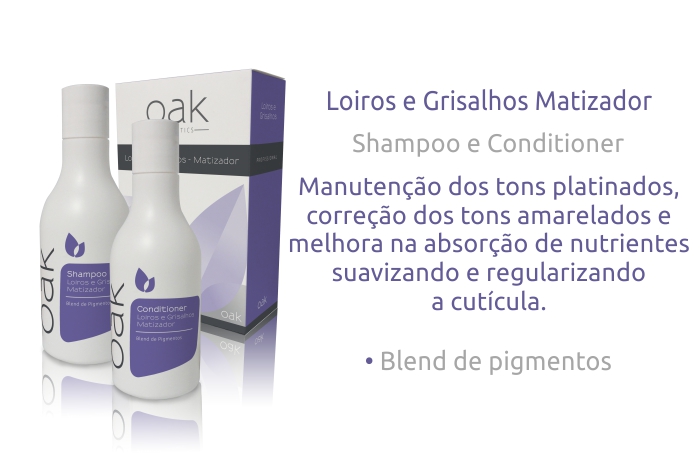 oak
Loiros e Grisalhos Matizador
Shampoo e Conditioner
Manutenção dos tons platinados,
correção dos tons amarelados e
melhora na absorção de nutrientes
suavizando e regularizando
a cutícula.
• Blend de pigmentos
Loiros e
Grisalhos
- Matizador
oak
oak
oak
Shampoo
Loiros e
Matizador
Blend de Pigmentos
oak
Conditioner
Loiros e Grisalhos
Matizador
Blend de Pigmentos